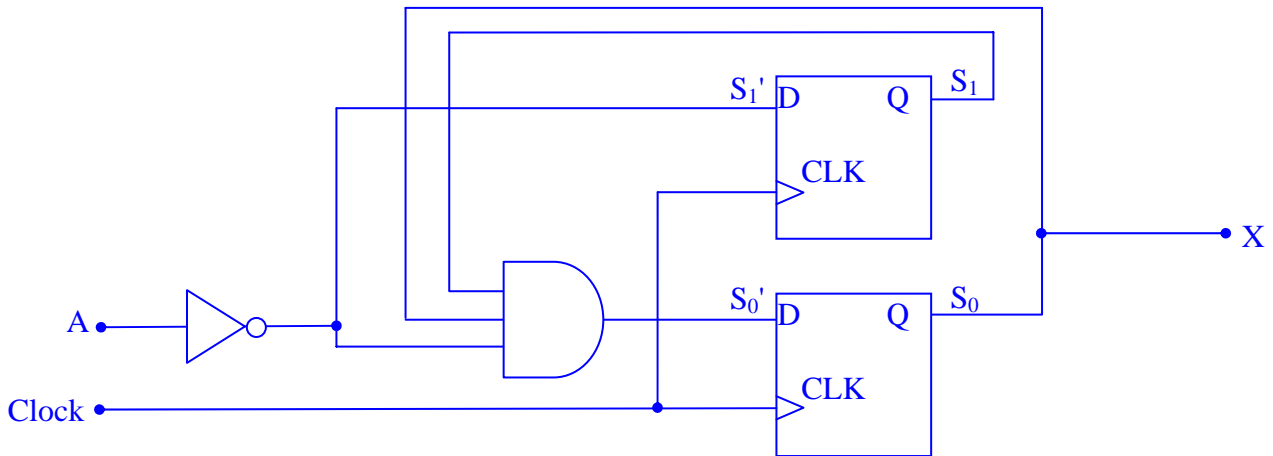 S₁' D Q S₁
CLK
X
A
S₀' D Q S₀
CLK
Clock